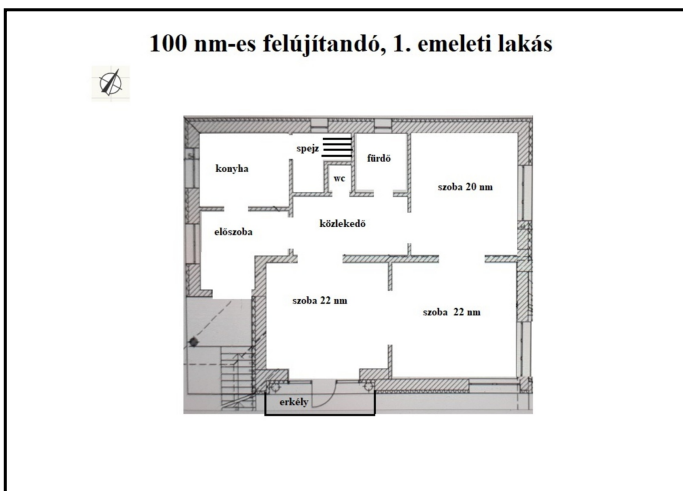 100 nm-es felújítandó, 1. emeleti lakás
spejz
fürdő
konyha
wc
szoba 20 nm
közlekedő
előszoba
szoba 22 nm
szoba 22 nm
erkély